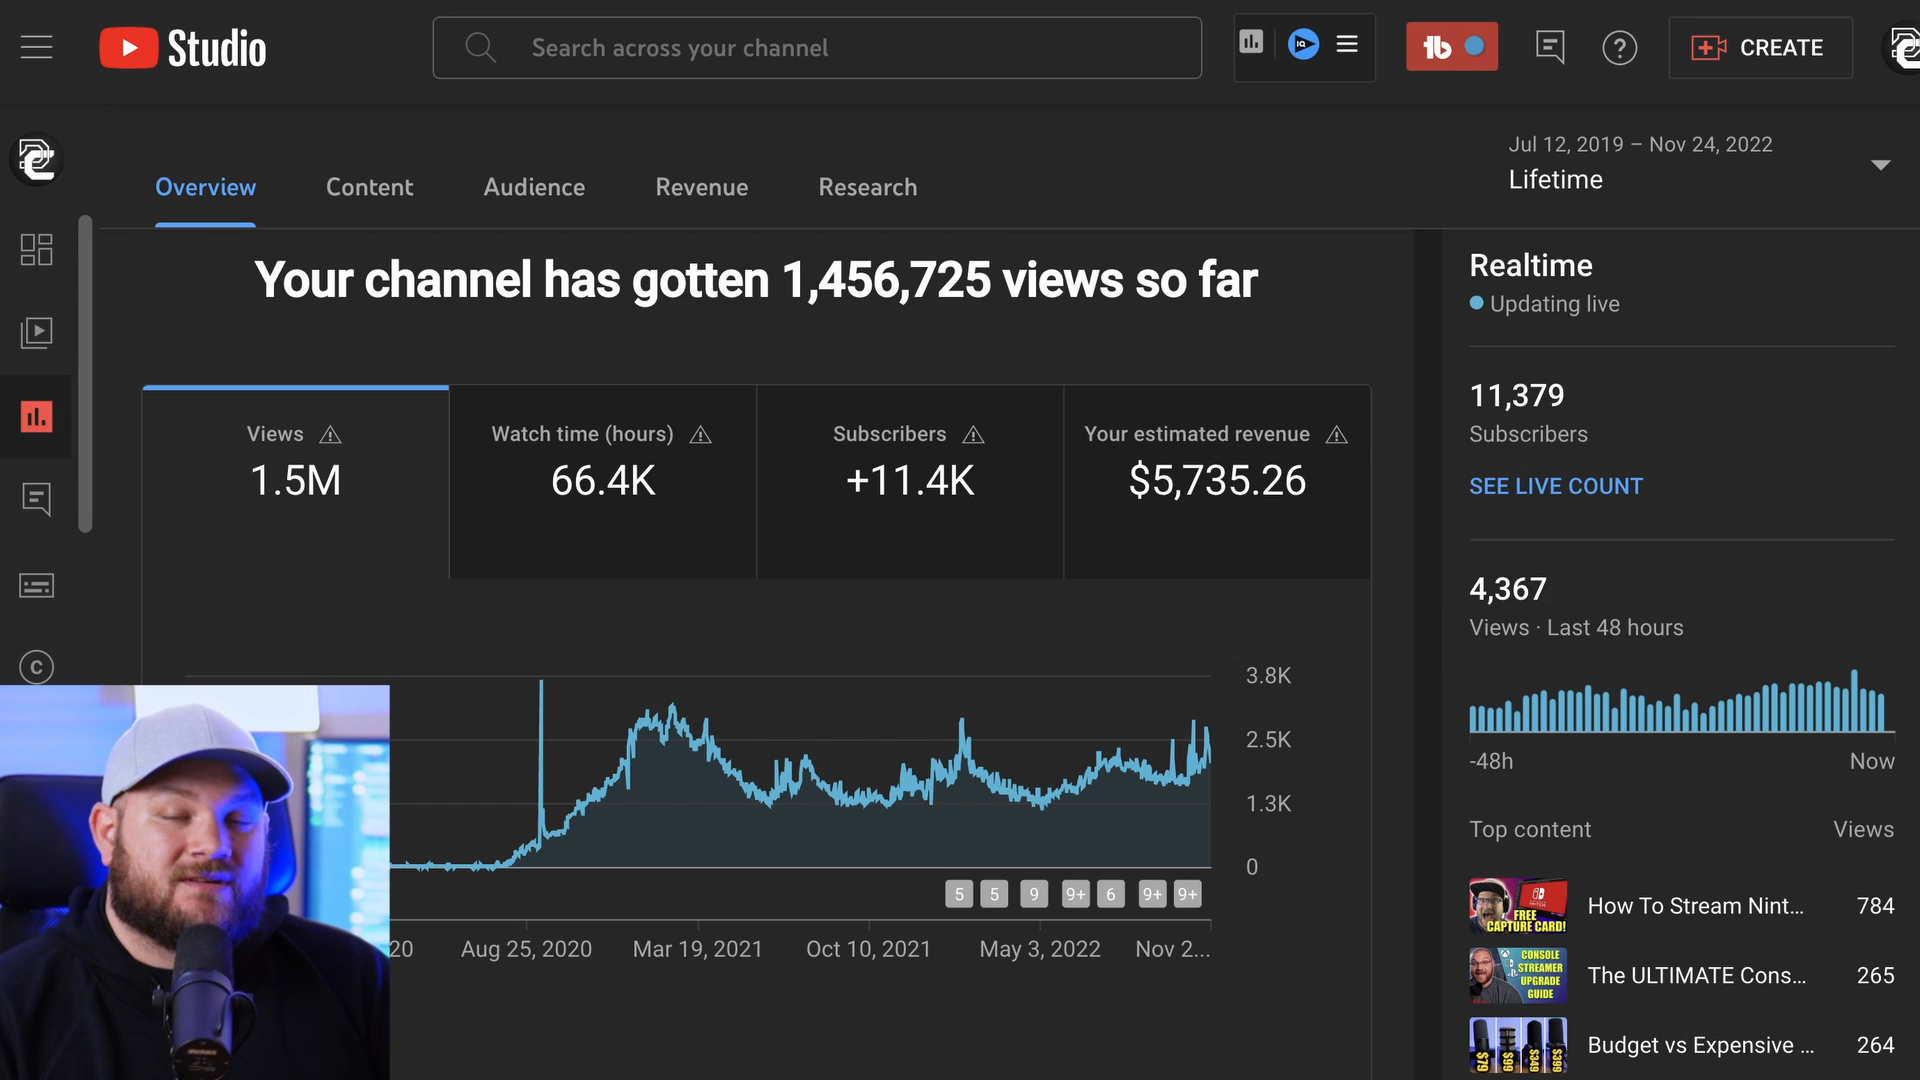 Studio
Search across your channel
IQ
CREATE
Jul 12, 2019 – Nov 24, 2022
Lifetime
Overview
Content
Audience
Revenue
Research
Your channel has gotten 1,456,725 views so far
Views
1.5M
Watch time (hours)
66.4K
Subscribers
+11.4K
Your estimated revenue
$5,735.26
3.8K
2.5K
1.3K
0
5 5 9 9+ 6 9+ 9+
20 Aug 25, 2020 Mar 19, 2021 Oct 10, 2021 May 3, 2022 Nov 2...
Realtime
Updating live
11,379
Subscribers
SEE LIVE COUNT
4,367
Views · Last 48 hours
-48h Now
Top content Views
FREE
CAPTURE CARD!
How To Stream Nint... 784
CONSOLE
STREAMER
UPGRADE
GUIDE
The ULTIMATE Cons... 265
$79 $99 $349 $399
Budget vs Expensive ... 264